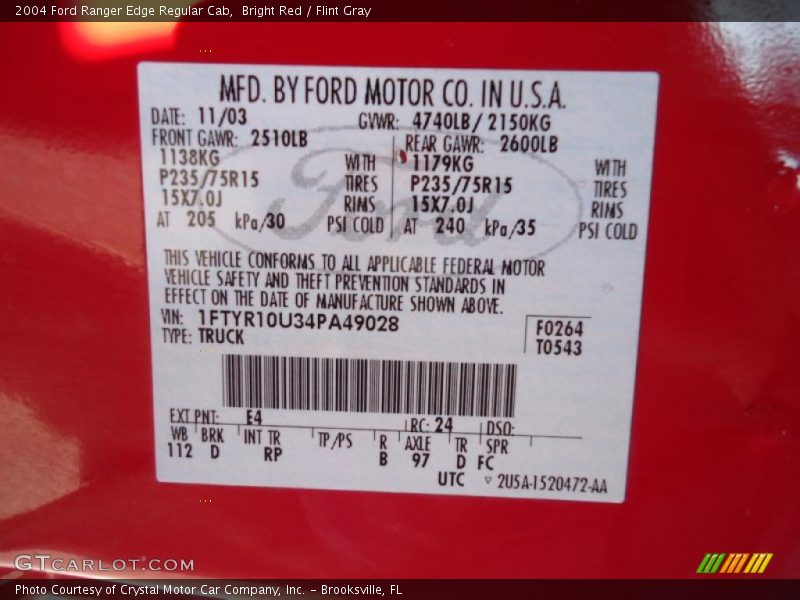 2004 Ford Ranger Edge Regular Cab,  Bright Red / Flint Gray
MFD. BY FORD MOTOR CO. IN U.S.A.
DATE: 11/03 GVWR: 4740LB/ 2150KG
FRONT GAWR: 2510LB REAR GAWR: 2600LB
1138KG WITH 1179KG WITH
P235/75R15 TIRES P235/75R15 TIRES
15X7.0J RIMS 15X7.0J RIMS
AT 205 kPa/30 PSI COLD AT 240 kPa/35 PSI COLD
Ford
THIS VEHICLE CONFORMS TO ALL APPLICABLE FEDERAL MOTOR
VEHICLE SAFETY AND THEFT PREVENTION STANDARDS IN
EFFECT ON THE DATE OF MANUFACTURE SHOWN ABOVE.
VIN: 1FTYR10U34PA49028 F0264
TYPE: TRUCK T0543
EXT PNT: E4 RC: 24 DSO:
WB BRK INT TR TP/PS R AXLE TR SPR
112 D RP B 97 D FC
UTC ▽ 2U5A-1520472-AA
GTCARLOT.COM
Photo Courtesy of Crystal Motor Car Company, Inc. - Brooksville, FL